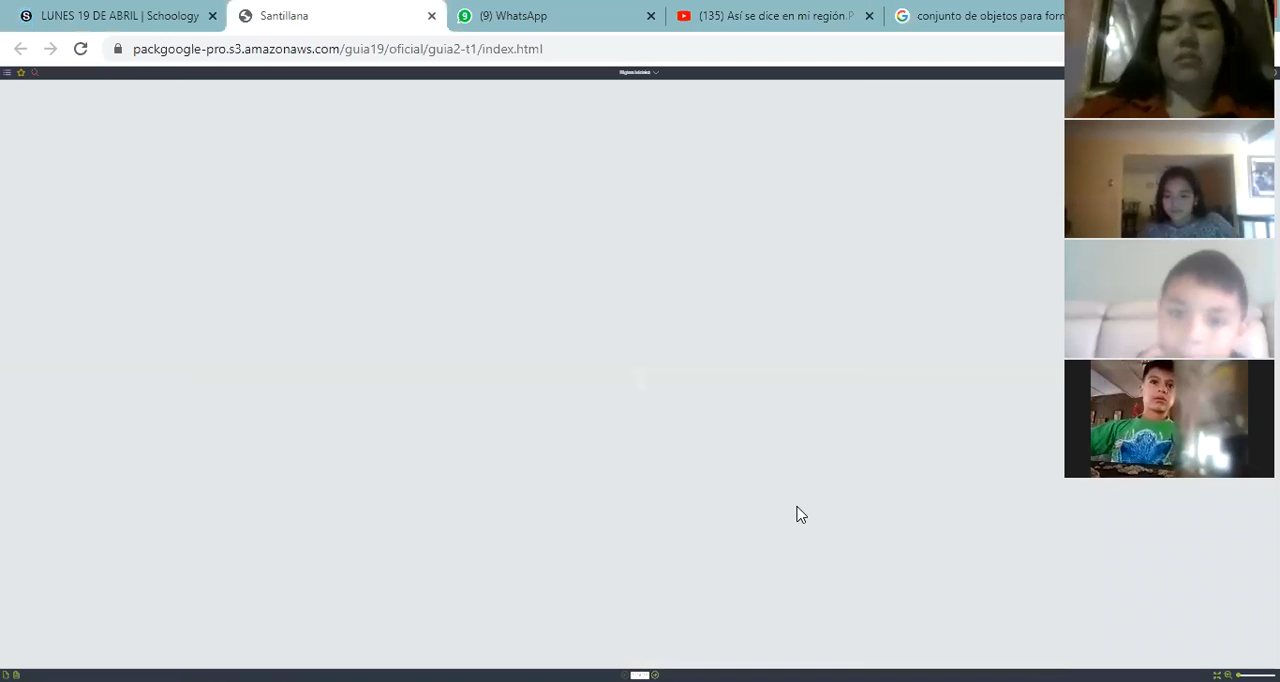 LUNES 19 DE ABRIL | Schoology
Santillana
(9) WhatsApp
(135) Así se dice en mi región.P
conjunto de objetos para form
packgoogle-pro.s3.amazonaws.com/guia19/oficial/guia2-t1/index.html